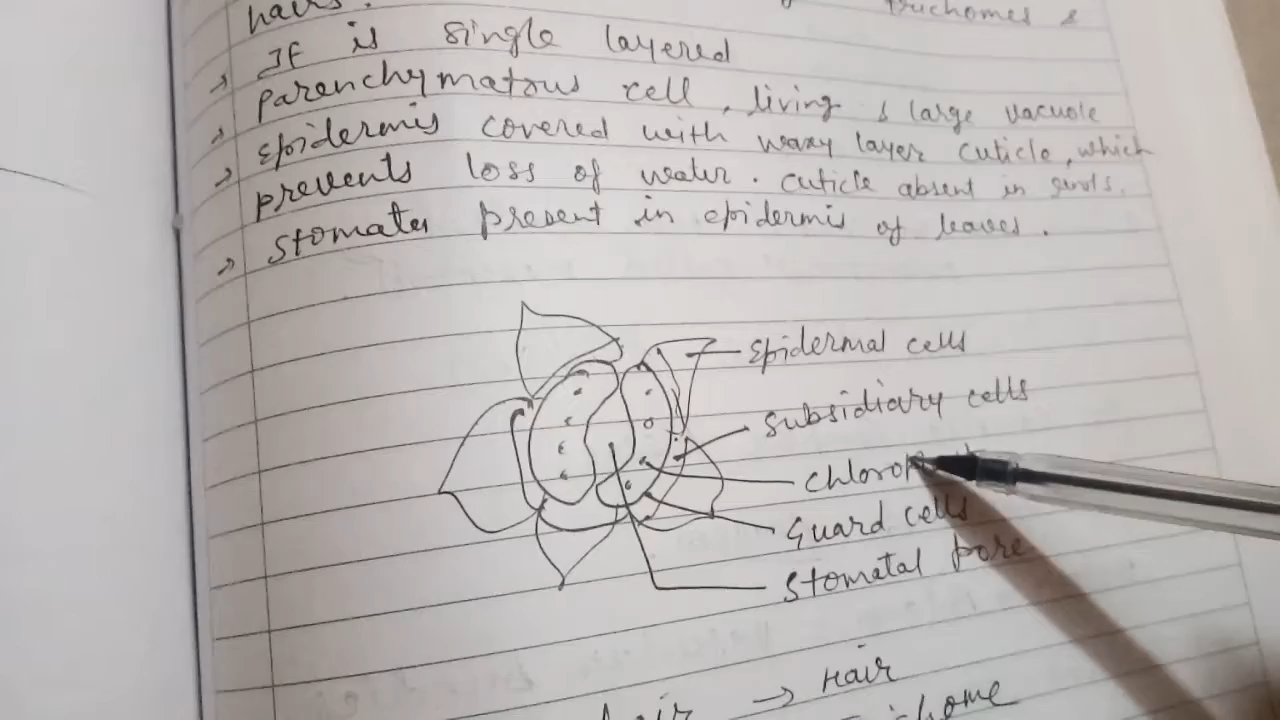 hairs.
trichomes &
→ It is single layered
→ parenchymatous cell, living & large vacuole
→ Epidermis covered with waxy layer cuticle, which
prevents loss of water. cuticle absent in
→ Stomata present in epidermis of leaves.
Epidermal cells
Subsidiary cells
Guard cells
Stomatal pore
→ Hair